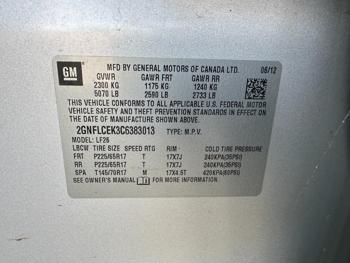 GM
MFD BY GENERAL MOTORS OF CANADA LTD. 06/12
GVWR GAWR FRT GAWR RR
2300 KG 1175 KG 1240 KG
5070 LB 2590 LB 2733 LB
THIS VEHICLE CONFORMS TO ALL APPLICABLE U.S. FEDERAL MOTOR VEHICLE SAFETY AND THEFT PREVENTION STANDARDS IN EFFECT ON THE DATE OF MANUFACTURE SHOWN ABOVE.
2GNFLCEK3C6383013 TYPE: M.P.V.
MODEL: LF26
LBCW TIRE SIZE SPEED RTG RIM COLD TIRE PRESSURE
FRT P225/65R17 T 17X7J 240KPA(35PSI)
RR P225/65R17 T 17X7J 240KPA(35PSI)
SPA T145/70R17 M 17X4.5T 420KPA(60PSI)
SEE OWNER'S MANUAL FOR MORE INFORMATION.